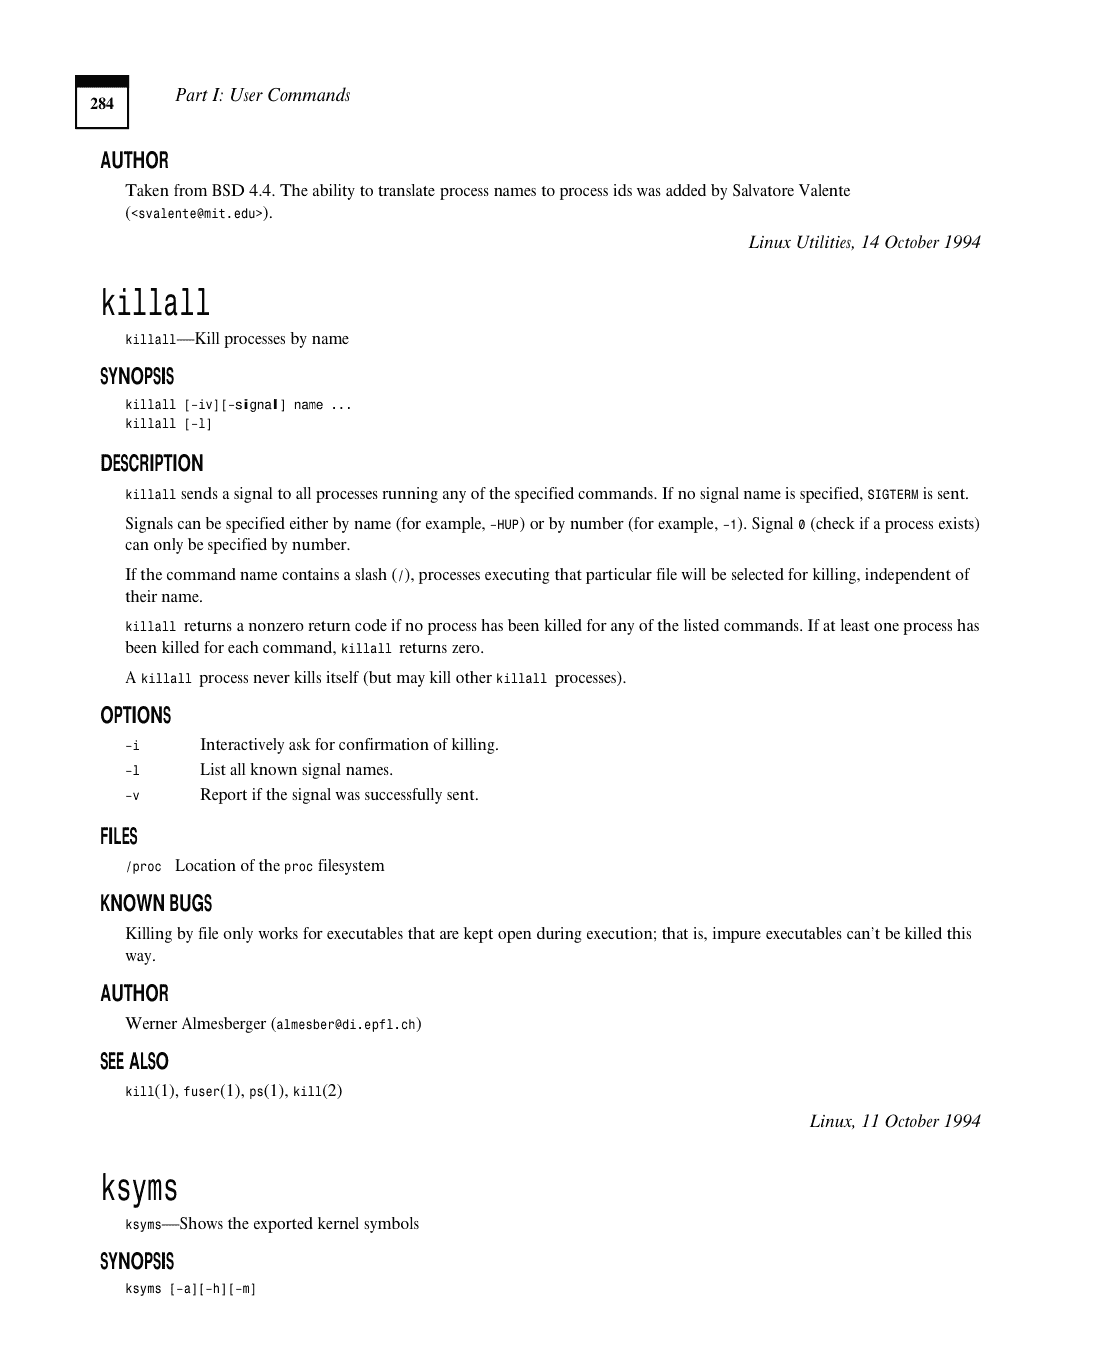 284
Part I: User Commands
AUTHOR
Taken from BSD 4.4. The ability to translate process names to process ids was added by Salvatore Valente
(<svalente@mit.edu>).
Linux Utilities, 14 October 1994
killall
killall—Kill processes by name
SYNOPSIS
killall [–iv][–signal] name ...
killall [–l]
DESCRIPTION
killall sends a signal to all processes running any of the specified commands. If no signal name is specified, SIGTERM is sent.
Signals can be specified either by name (for example, –HUP) or by number (for example, –1). Signal 0 (check if a process exists)
can only be specified by number.
If the command name contains a slash (/), processes executing that particular file will be selected for killing, independent of
their name.
killall returns a nonzero return code if no process has been killed for any of the listed commands. If at least one process has
been killed for each command, killall returns zero.
A killall process never kills itself (but may kill other killall processes).
OPTIONS
–i Interactively ask for confirmation of killing.
–l List all known signal names.
–v Report if the signal was successfully sent.
FILES
/proc Location of the proc filesystem
KNOWN BUGS
Killing by file only works for executables that are kept open during execution; that is, impure executables can't be killed this
way.
AUTHOR
Werner Almesberger (almesber@di.epfl.ch)
SEE ALSO
kill(1), fuser(1), ps(1), kill(2)
Linux, 11 October 1994
ksyms
ksyms—Shows the exported kernel symbols
SYNOPSIS
ksyms [–a][–h][–m]